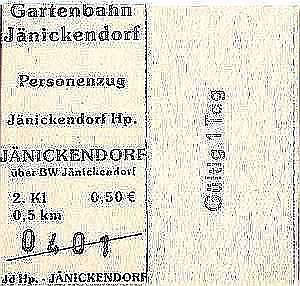 Gartenbahn
Jänickendorf
Personenzug
Jänickendorf Hp.
JÄNICKENDORF
über BW Jänickendorf
2. Kl 0,50 €
0,5 km
0401
Jd Hp. - JÄNICKENDORF
Gültig 1 Tag